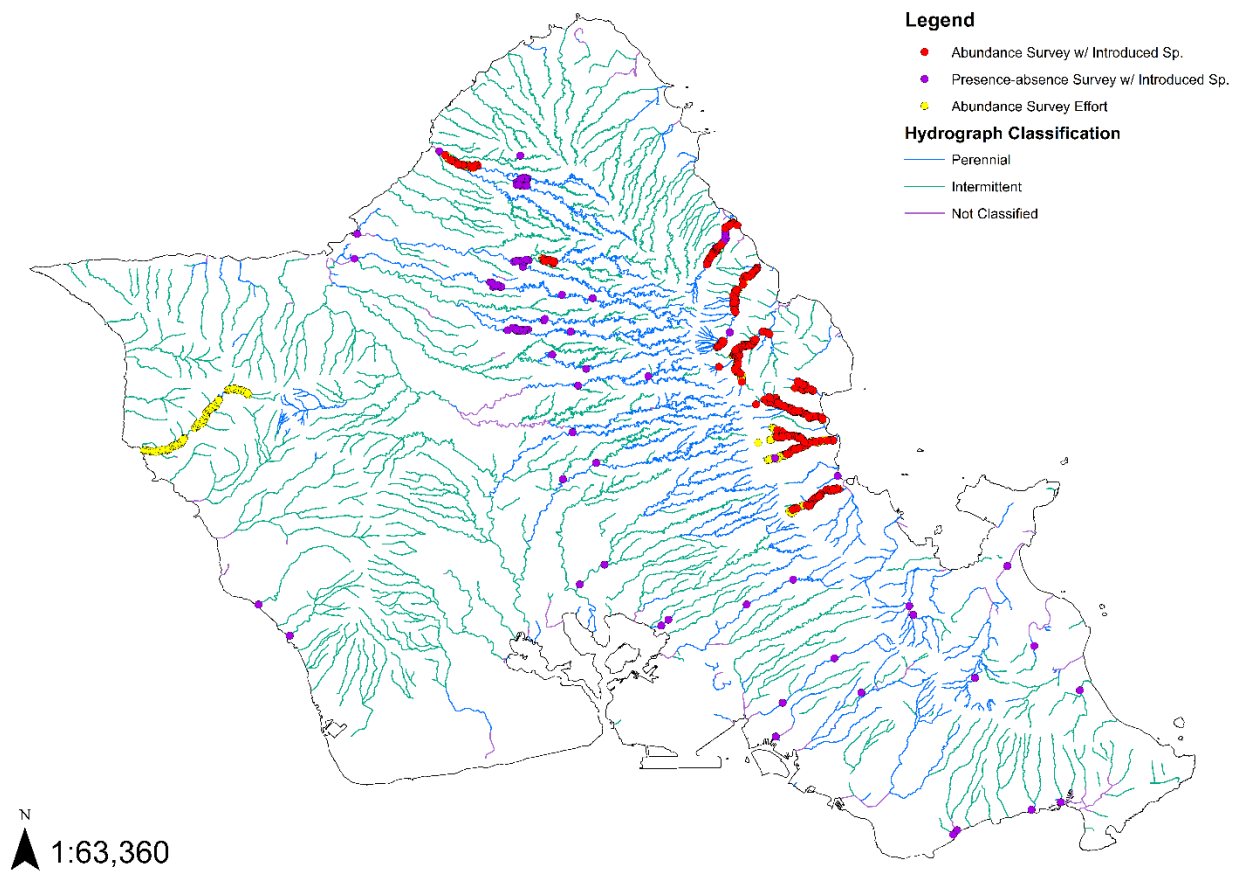 Legend
Abundance Survey w/ Introduced Sp.
Presence-absence Survey w/ Introduced Sp.
Abundance Survey Effort
Hydrograph Classification
Perennial
Intermittent
Not Classified
N
1:63,360